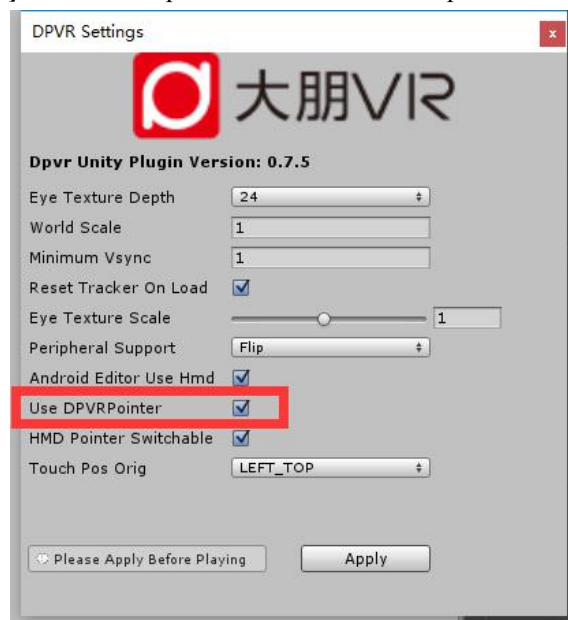 DPVR Settings
x
大朋VR
Dpvr Unity Plugin Version: 0.7.5
Eye Texture Depth 24
World Scale 1
Minimum Vsync 1
Reset Tracker On Load
Eye Texture Scale 1
Peripheral Support Flip
Android Editor Use Hmd
Use DPVRPointer
HMD Pointer Switchable
Touch Pos Orig LEFT_TOP
Please Apply Before Playing Apply